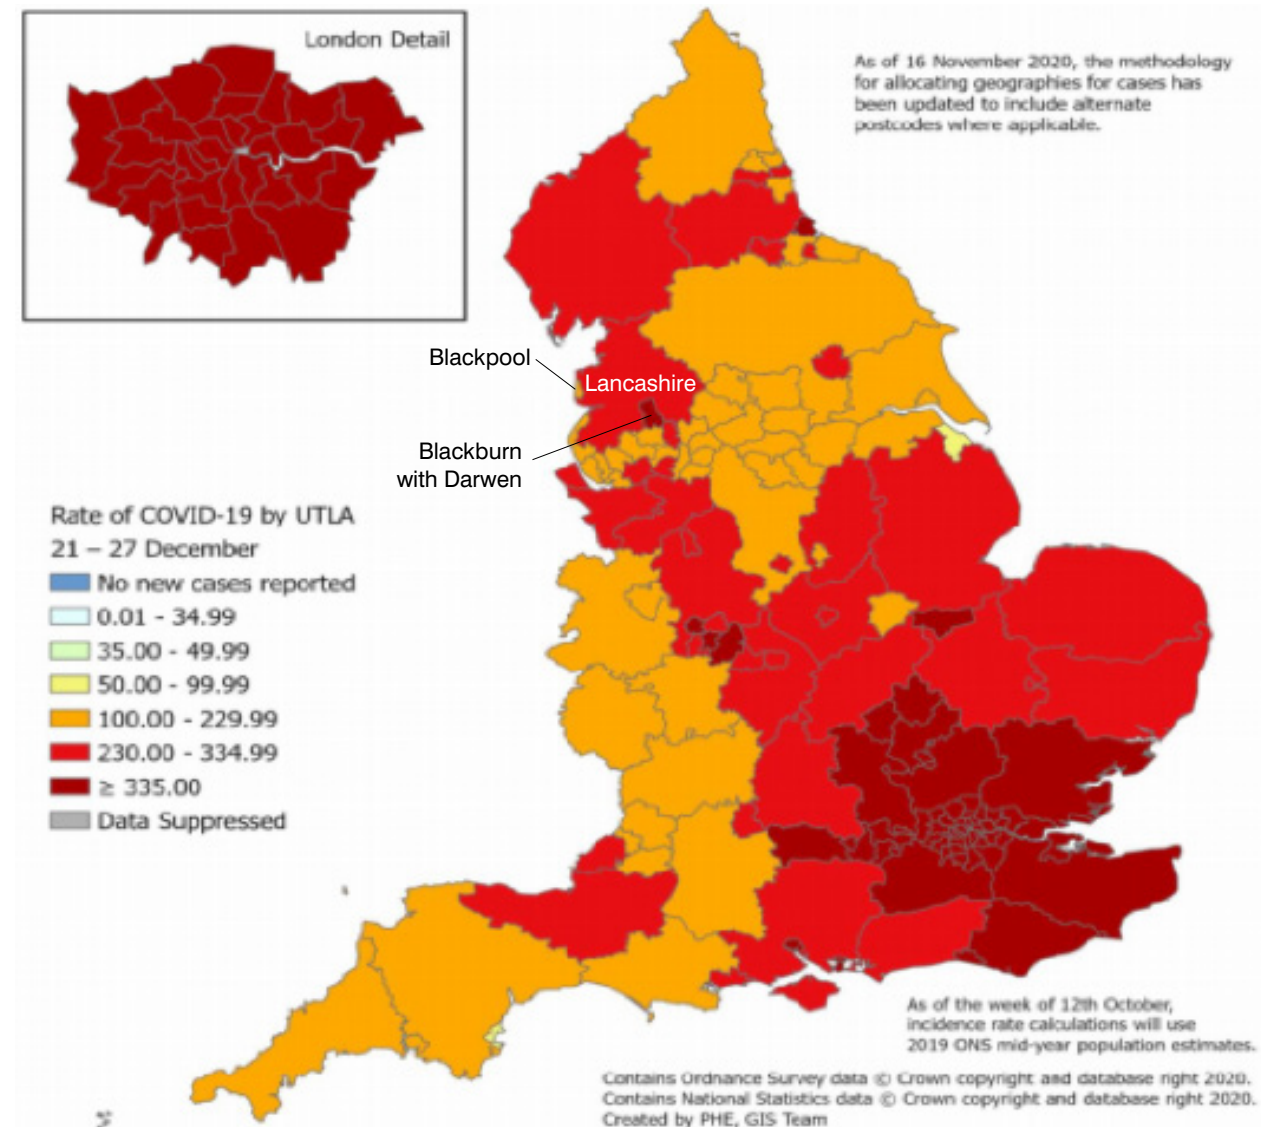 London Detail
As of 16 November 2020, the methodology
for allocating geographies for cases has
been updated to include alternate
postcodes where applicable.
Blackpool
Lancashire
Blackburn
with Darwen
Rate of COVID-19 by UTLA
21 – 27 December
No new cases reported
0.01 - 34.99
35.00 - 49.99
50.00 - 99.99
100.00 - 229.99
230.00 - 334.99
≥ 335.00
Data Suppressed
As of the week of 12th October,
incidence rate calculations will use
2019 ONS mid-year population estimates.
Contains Ordnance Survey data © Crown copyright and database right 2020.
Contains National Statistics data © Crown copyright and database right 2020.
Created by PHE, GIS Team